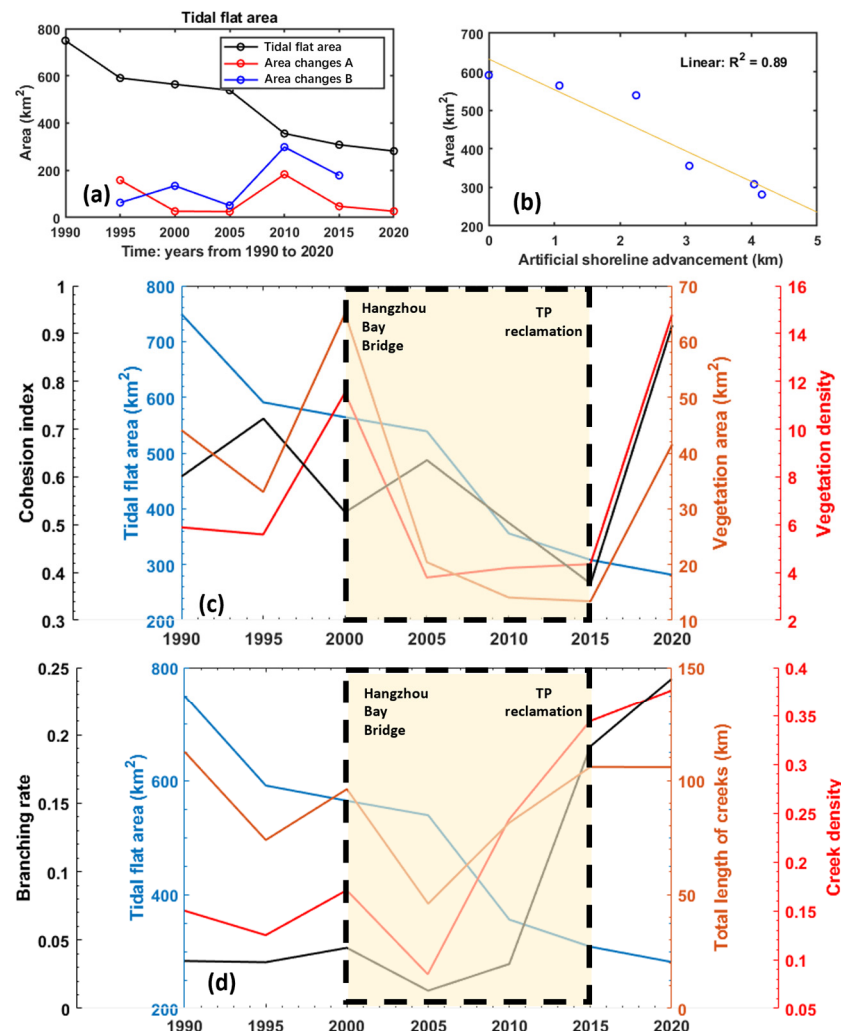 Tidal flat area
800
600
400
200
0
Area (km²)
Tidal flat area
Area changes A
Area changes B
(a)
1990 1995 2000 2005 2010 2015 2020
Time: years from 1990 to 2020
700
600
500
400
300
200
Area (km²)
Linear: R² = 0.89
(b)
0 1 2 3 4 5
Artificial shoreline advancement (km)
1
0.9
0.8
0.7
0.6
0.5
0.4
0.3
Cohesion index
800
700
600
500
400
300
200
Tidal flat area (km²)
Hangzhou
Bay
Bridge
TP
reclamation
70
60
50
40
30
20
10
Vegetation area (km²)
16
14
12
10
8
6
4
2
Vegetation density
(c)
1990 1995 2000 2005 2010 2015 2020
0.25
0.2
0.15
0.1
0.05
0
Branching rate
800
600
400
200
Tidal flat area (km²)
Hangzhou
Bay
Bridge
TP
reclamation
150
100
50
0
Total length of creeks (km)
0.4
0.35
0.3
0.25
0.2
0.15
0.1
0.05
Creek density
(d)
1990 1995 2000 2005 2010 2015 2020